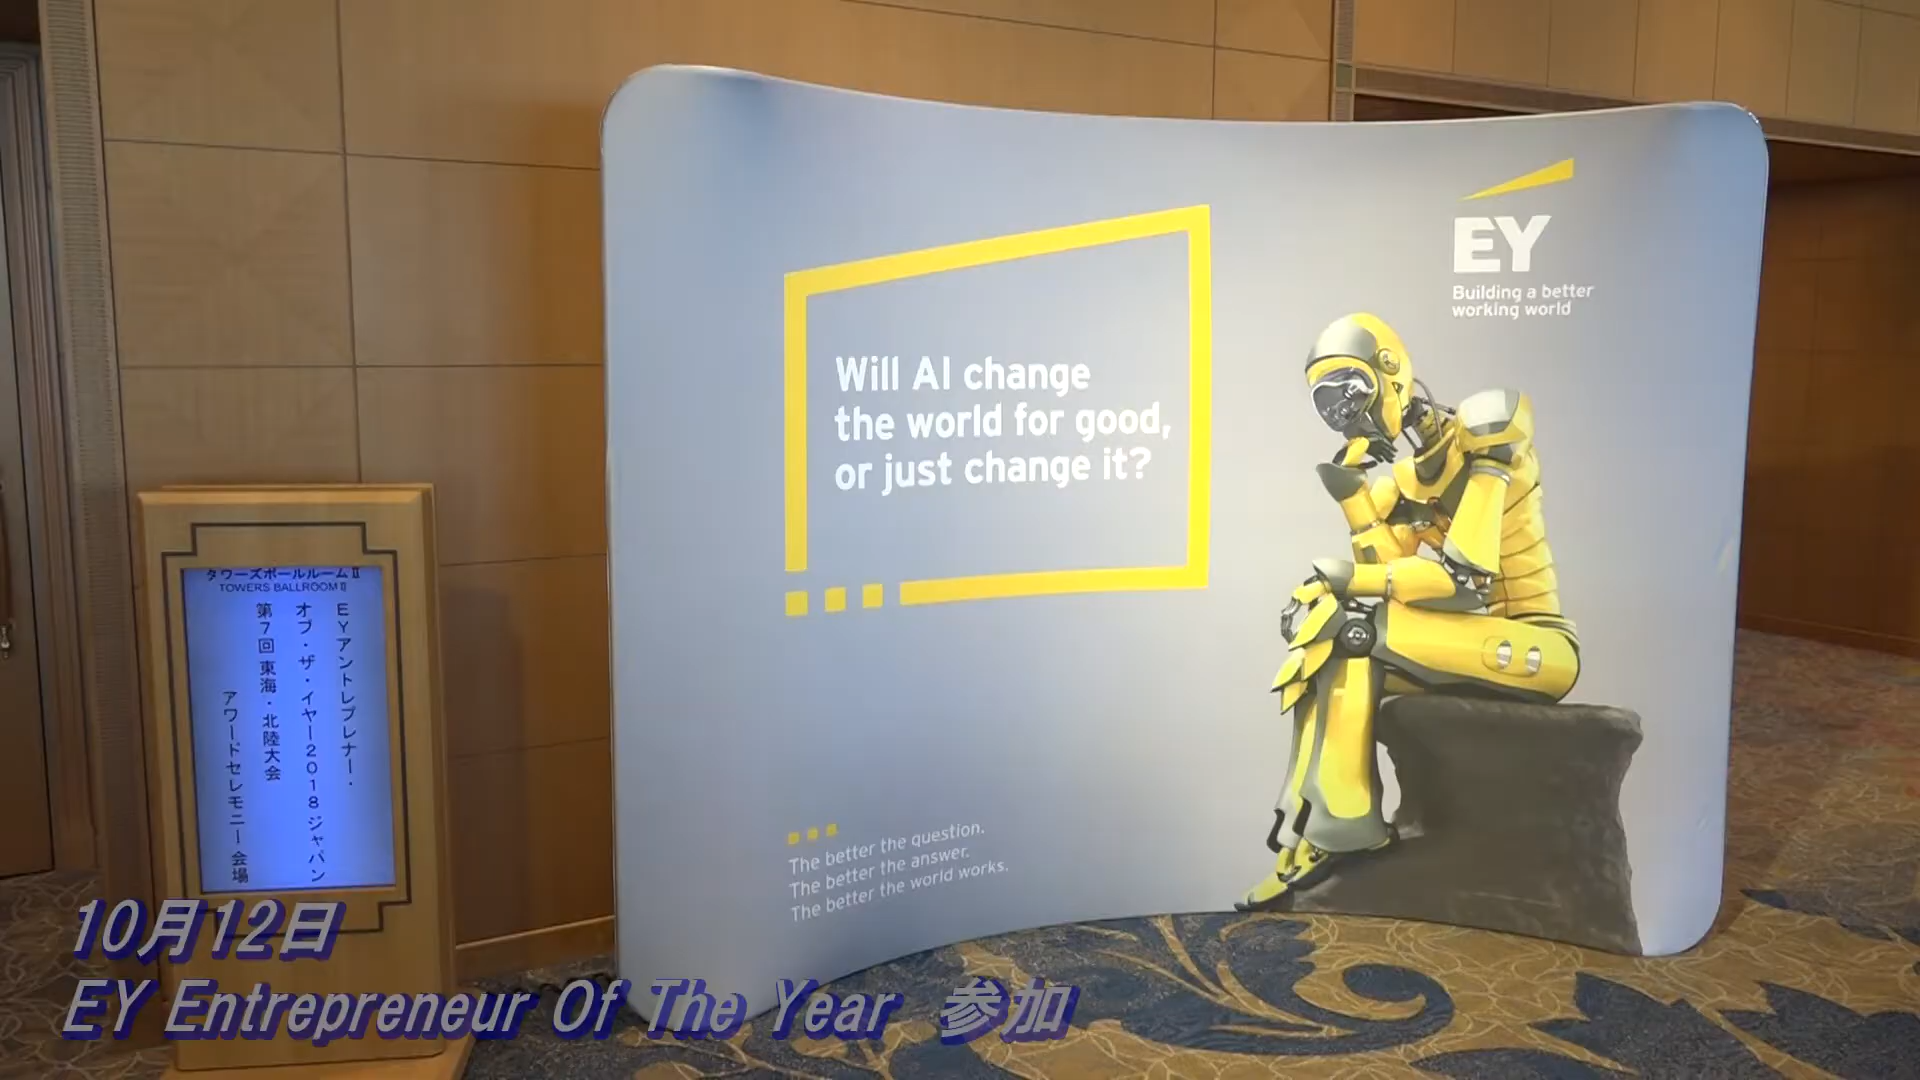 EY
Building a better
working world
Will AI change
the world for good,
or just change it?
The better the question.
The better the answer.
The better the world works.
タワーズボールルームⅡ
TOWERS BALLROOMⅡ
EYアントレプレナー・
オブ・ザ・イヤー2018ジャパン
第7回 東海・北陸大会
アワードセレモニー会場
10月12日
EY Entrepreneur Of The Year 参加